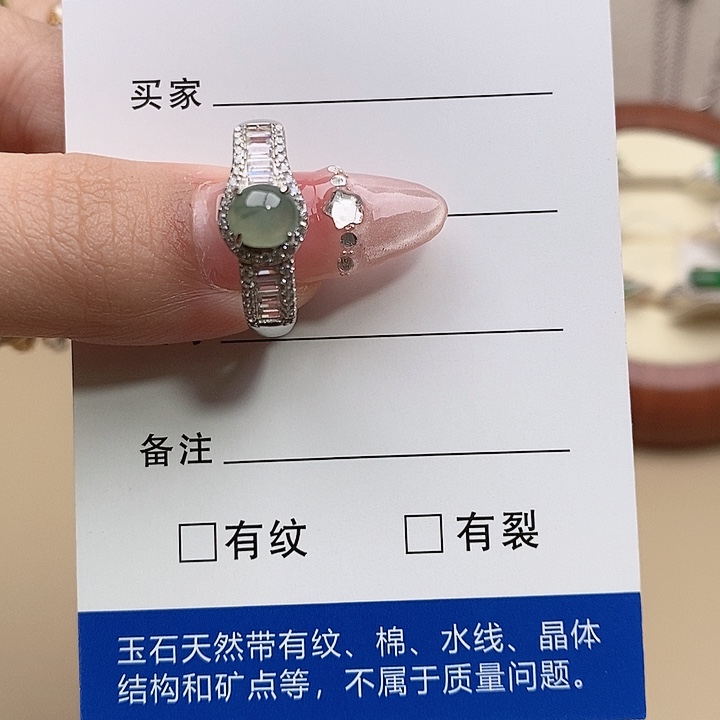 买家
备注
□有纹 □有裂
玉石天然带有纹、棉、水线、晶体
结构和矿点等，不属于质量问题。